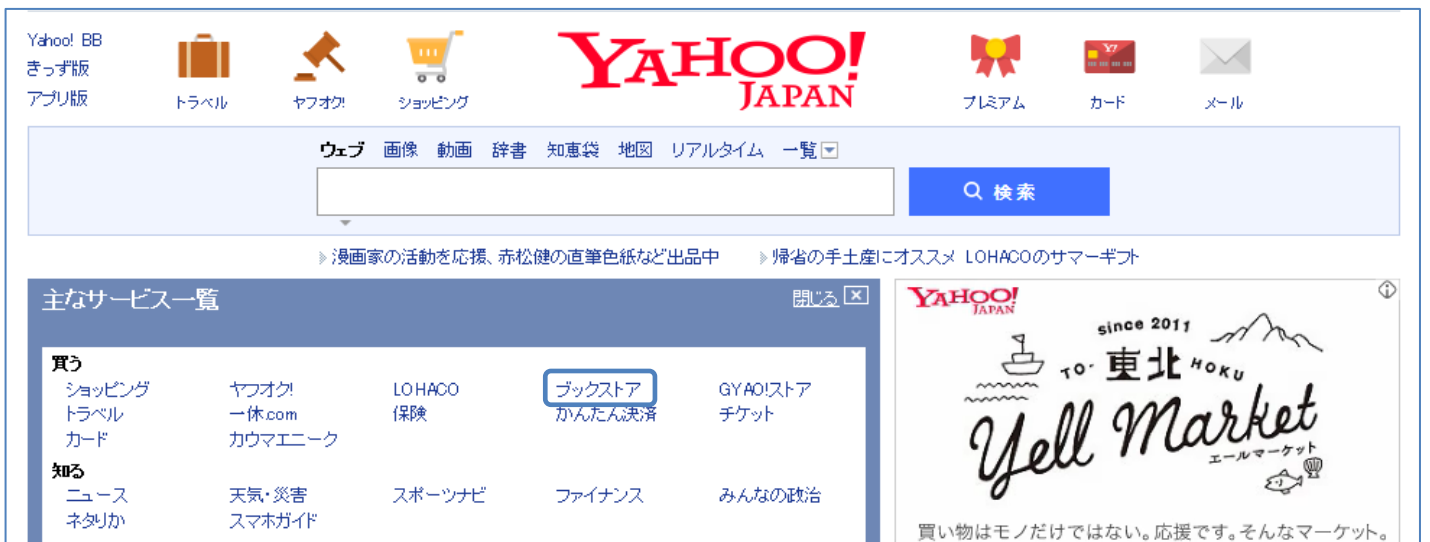 Yahoo! BB
きっず版
アプリ版
トラベル
ヤフオク!
ショッピング
YAHOO!
JAPAN
プレミアム
Y!
カード
メール
ウェブ 画像 動画 辞書 知恵袋 地図 リアルタイム 一覧
検索
漫画家の活動を応援、赤松健の直筆色紙など出品中 帰省の手土産にオススメ LOHACOのサマーギフト
主なサービス一覧 閉じる
買う
ショッピング ヤフオク! LOHACO ブックストア GYAO!ストア
トラベル 一休.com 保険 かんたん決済 チケット
カード カウマエニーク
知る
ニュース 天気・災害 スポーツナビ ファイナンス みんなの政治
ネタりか スマホガイド
YAHOO!
JAPAN
since 2011
TO- 東北 HOKU
Yell Market
エールマーケット
買い物はモノだけではない。応援です。そんなマーケット。